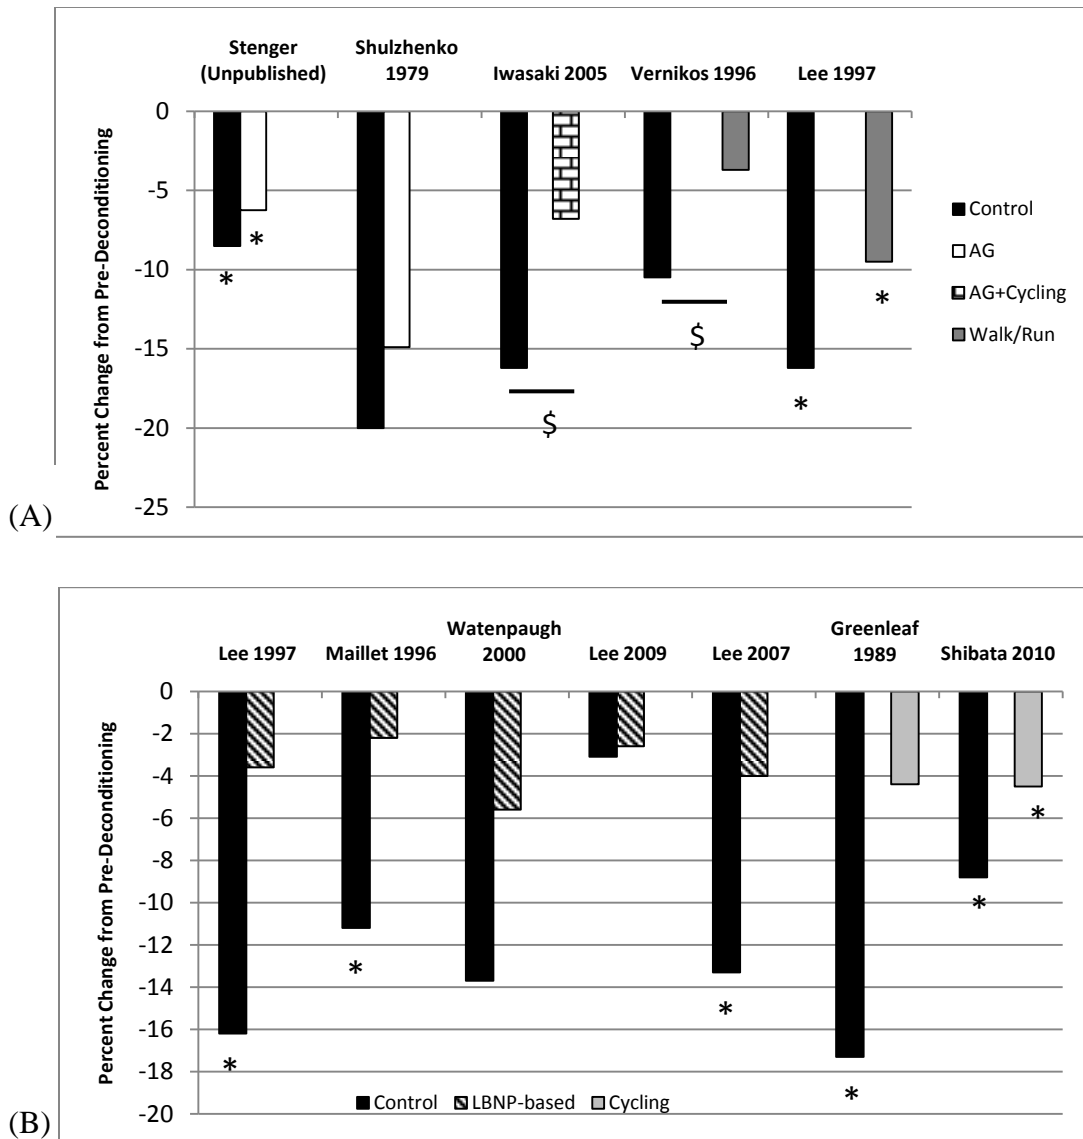 Stenger
(Unpublished)
Shulzhenko
1979
Iwasaki 2005
Vernikos 1996
Lee 1997
Percent Change from Pre-Deconditioning
0
-5
-10
-15
-20
-25
*
*
$
$
*
*
Control
AG
AG+Cycling
Walk/Run
(A)
Lee 1997
Maillet 1996
Watenpaugh
2000
Lee 2009
Lee 2007
Greenleaf
1989
Shibata 2010
Percent Change from Pre-Deconditioning
0
-2
-4
-6
-8
-10
-12
-14
-16
-18
-20
*
*
*
*
*
*
Control
LBNP-based
Cycling
(B)